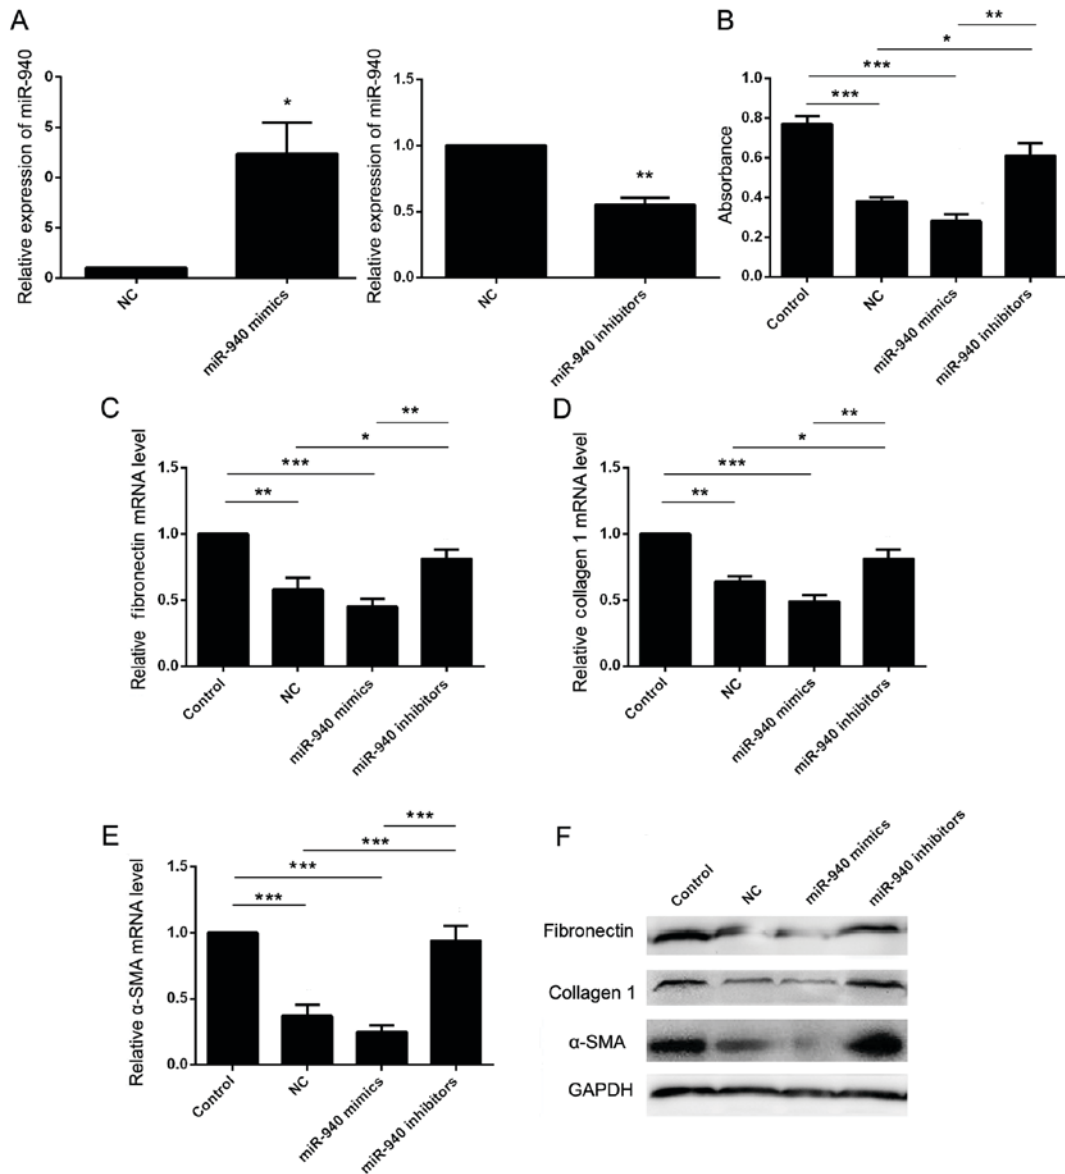 A
Relative expression of miR-940
0
5
0
5
0
*
NC
miR-940 mimics
Relative expression of miR-940
1.5
1.0
0.5
0.0
**
NC
miR-940 inhibitors
B
Absorbance
0.8
0.6
0.4
0.2
0.0
**
*
***
***
Control
NC
miR-940 mimics
miR-940 inhibitors
C
Relative fibronectin mRNA level
1.5
1.0
0.5
0.0
**
*
***
**
Control
NC
miR-940 mimics
miR-940 inhibitors
D
Relative collagen 1 mRNA level
1.5
1.0
0.5
0.0
**
*
***
**
Control
NC
miR-940 mimics
miR-940 inhibitors
E
Relative α-SMA mRNA level
1.5
1.0
0.5
0.0
***
***
***
***
Control
NC
miR-940 mimics
miR-940 inhibitors
F
Control
NC
miR-940 mimics
miR-940 inhibitors
Fibronectin
Collagen 1
α-SMA
GAPDH